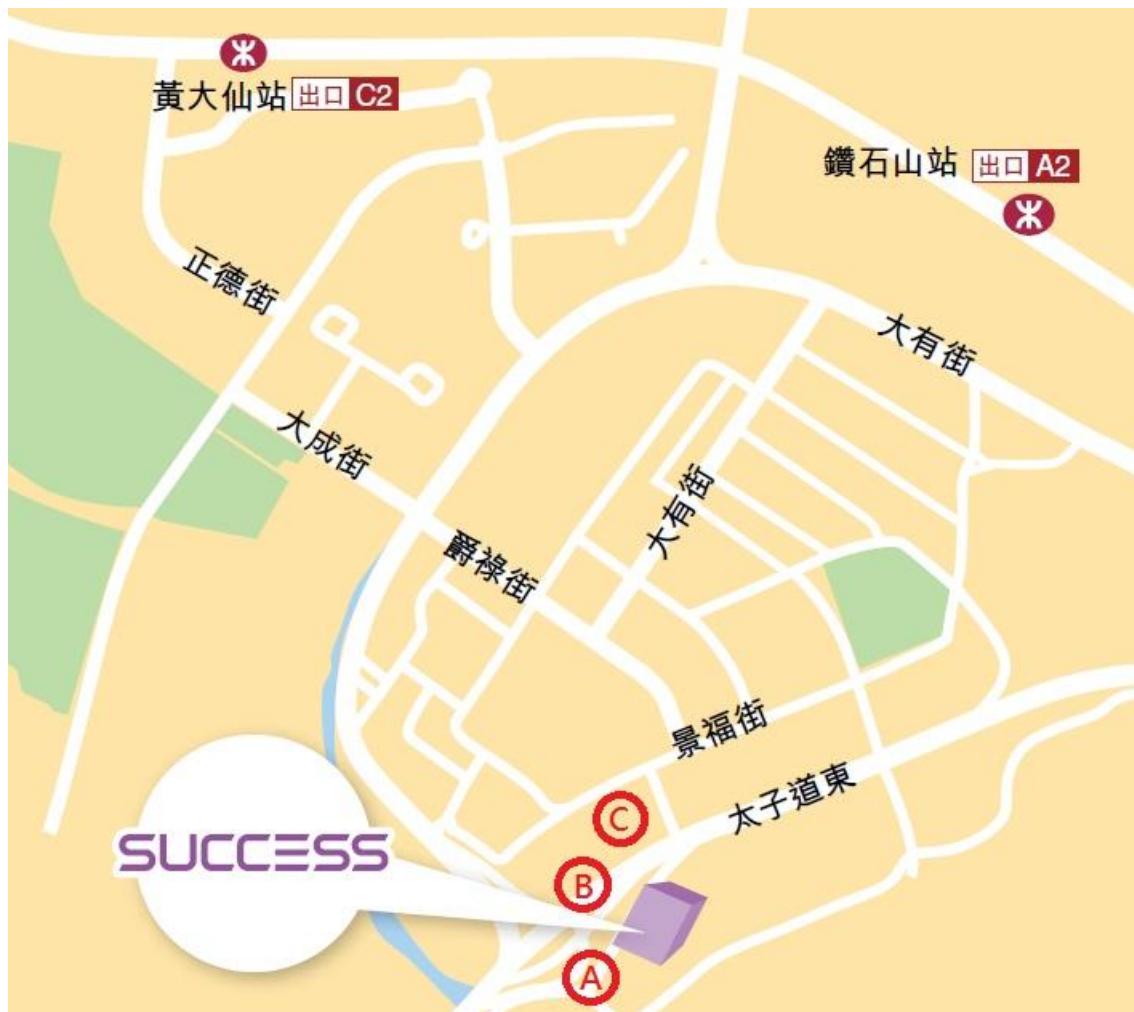 黃大仙站 出口 C2
鑽石山站 出口 A2
正德街
大有街
大成街
大有街
爵祿街
景福街
太子道東
C
SUCCESS
B
A